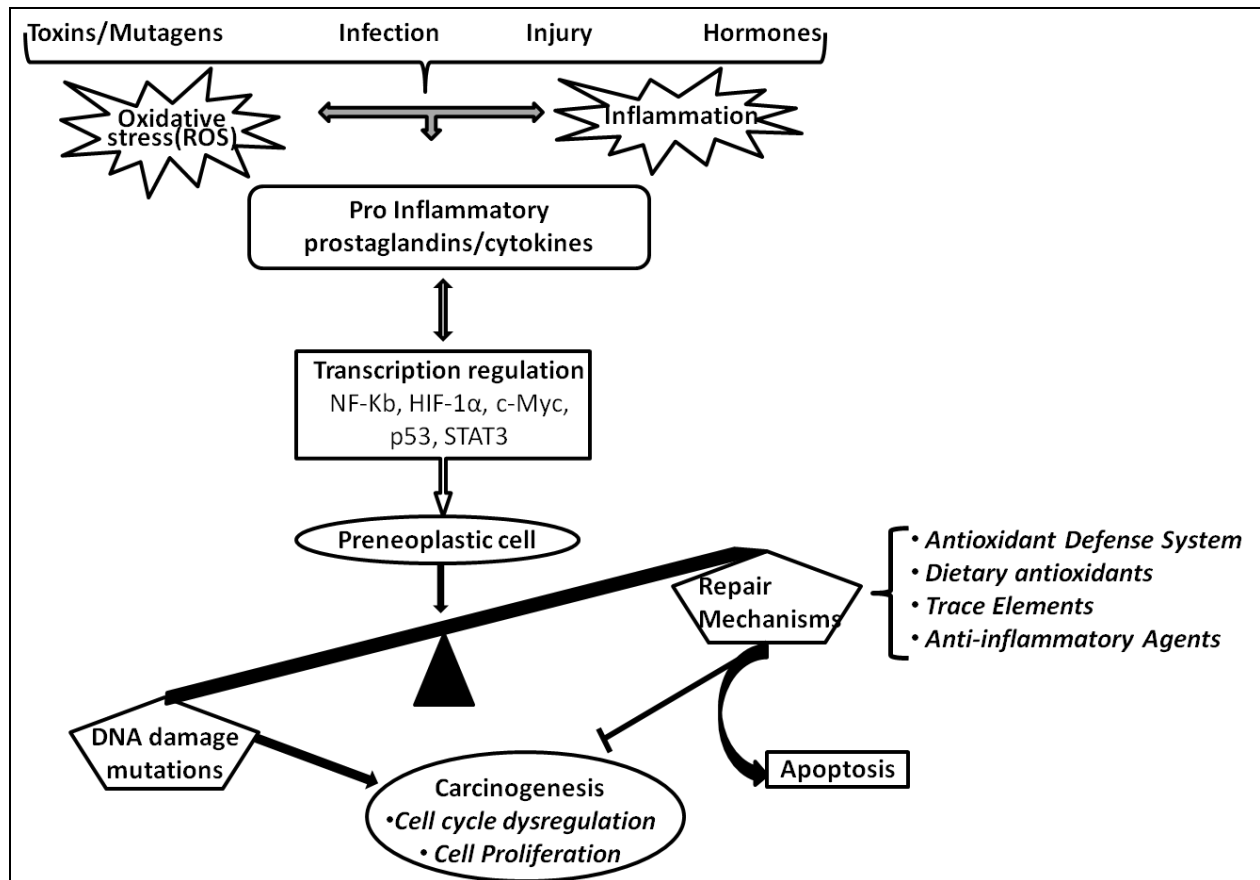 Toxins/Mutagens Infection Injury Hormones
Oxidative
stress(ROS)
Inflammation
Pro Inflammatory
prostaglandins/cytokines
Transcription regulation
NF-Kb, HIF-1α, c-Myc,
p53, STAT3
Preneoplastic cell
Repair
Mechanisms
• Antioxidant Defense System
• Dietary antioxidants
• Trace Elements
• Anti-inflammatory Agents
DNA damage
mutations
Carcinogenesis
•Cell cycle dysregulation
• Cell Proliferation
Apoptosis